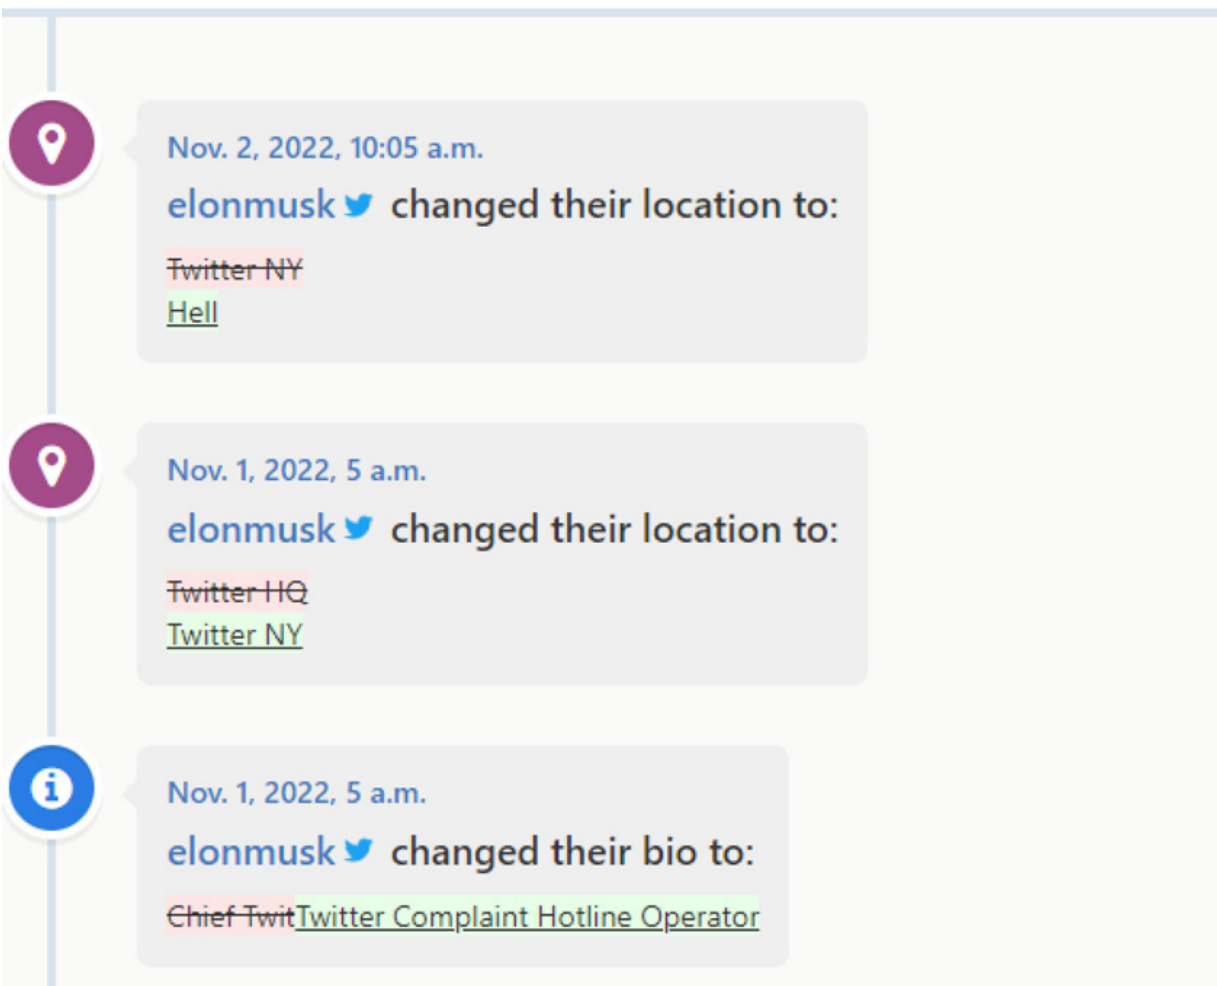 Nov. 2, 2022, 10:05 a.m.
elonmusk changed their location to:
Twitter NY
Hell
Nov. 1, 2022, 5 a.m.
elonmusk changed their location to:
Twitter HQ
Twitter NY
Nov. 1, 2022, 5 a.m.
elonmusk changed their bio to:
Chief TwitTwitter Complaint Hotline Operator